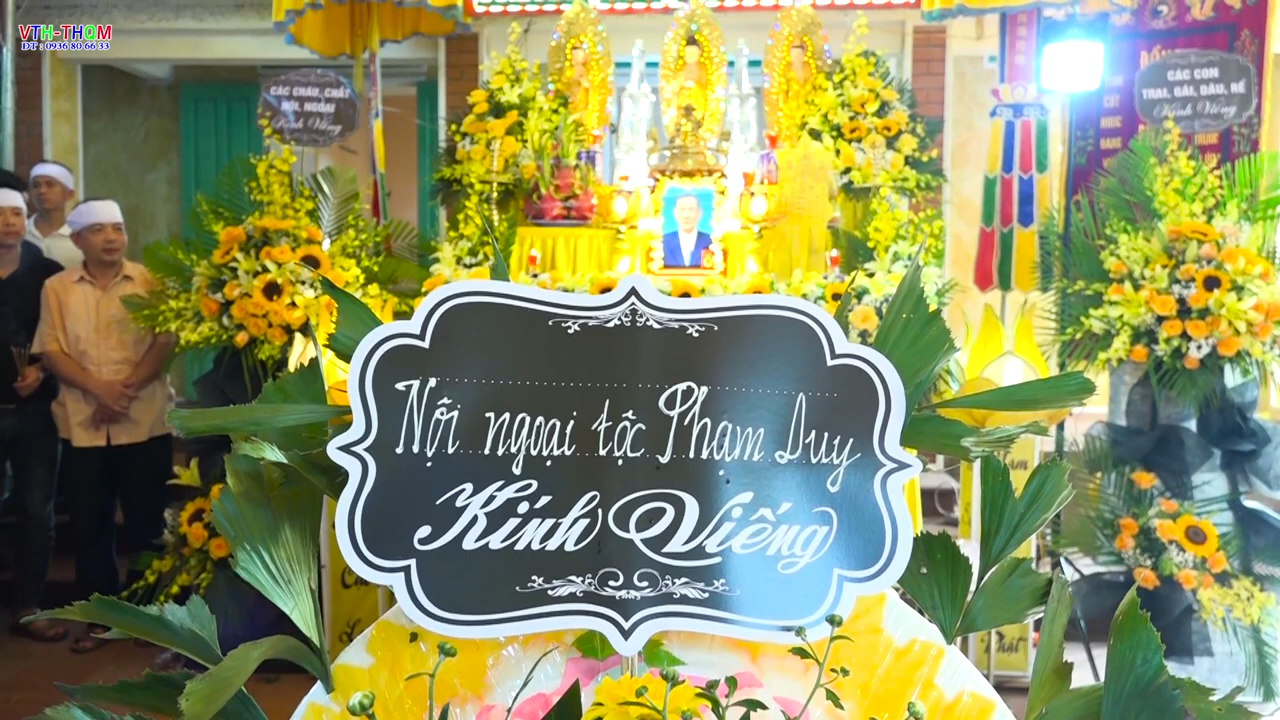 VTH-THQM
ĐT : 0936 80 66 33
CÁC CHÁU, CHẮT
NỘI, NGOẠI
Kính Viếng
CÁC CON
TRAI, GÁI, DÂU, RỂ
Kính Viếng
Nội ngoại tộc Phạm Duy
Kính Viếng
Phật